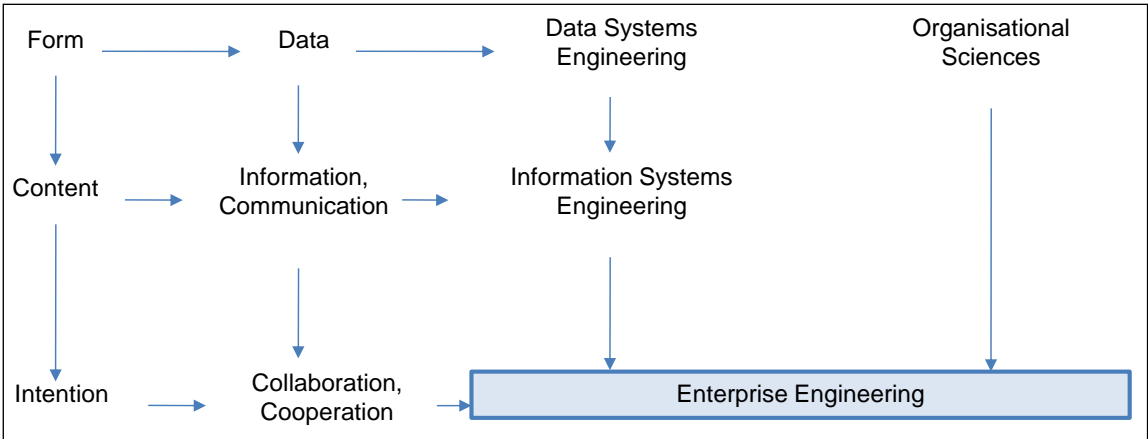 Form
Data
Data Systems
Engineering
Organisational
Sciences
Content
Information,
Communication
Information Systems
Engineering
Intention
Collaboration,
Cooperation
Enterprise Engineering